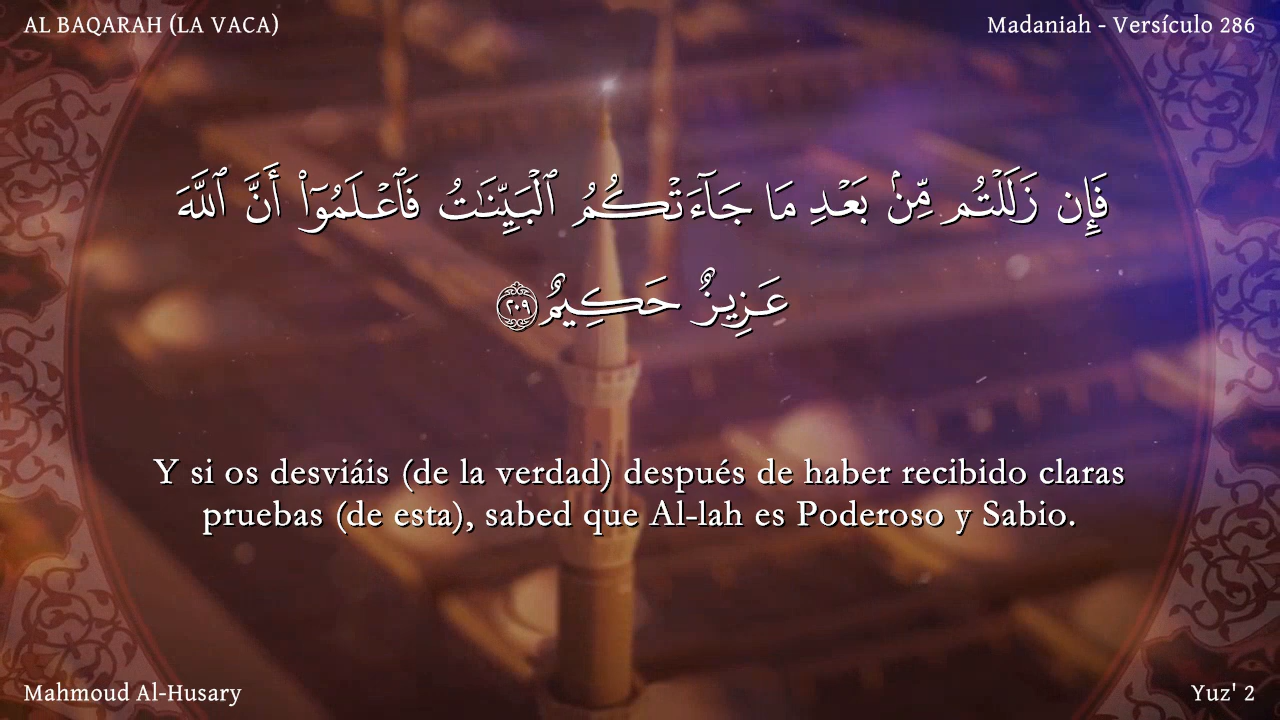 AL BAQARAH (LA VACA)
Madaniah - Versículo 286
فَإِن زَلَلْتُم مِّنۢ بَعْدِ مَا جَآءَتْكُمُ ٱلْبَيِّنَـٰتُ فَٱعْلَمُوٓا۟ أَنَّ ٱللَّهَ
عَزِيزٌ حَكِيمٌ ٢٠٩
Y si os desviáis (de la verdad) después de haber recibido claras
pruebas (de esta), sabed que Al-lah es Poderoso y Sabio.
Mahmoud Al-Husary
Yuz' 2